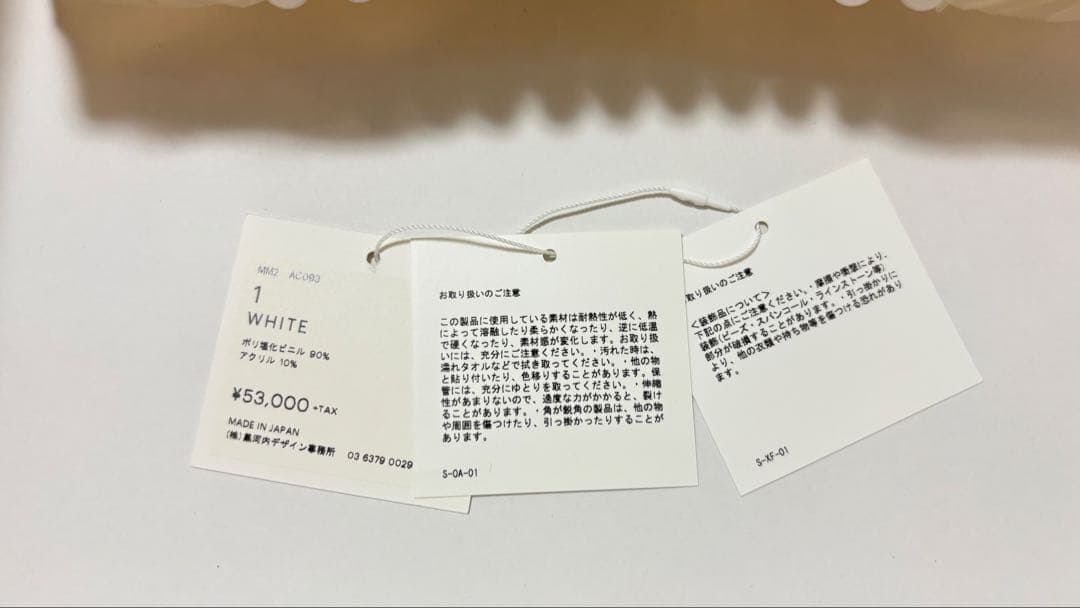 MM2 AC093
1
WHITE
ポリ塩化ビニル 90%
アクリル 10%
¥53,000 +TAX
MADE IN JAPAN
(株)黒河内デザイン事務所 03 6379 0029
お取り扱いのご注意
この製品に使用している素材は耐熱性が低く、熱
によって溶融したり柔らかくなったり、逆に低温
で硬くなったり、素材感が変化します。お取り扱
いには、充分にご注意ください。・汚れた時は、
濡れタオルなどで拭き取ってください。・他の物
と貼り付いたり、色移りすることがあります。保
管には、充分にゆとりを取ってください。・伸縮
性があまりないので、過度な力がかかると、裂け
ることがあります。・角が鋭角の製品は、他の物
や周囲を傷つけたり、引っ掛かったりすることが
あります。
S-OA-01
取り扱いのご注意
＜装飾品について＞
下記の点にご注意ください。・摩擦や衝撃により、
装飾(ビーズ・スパンコール・ラインストーン等)
部分が破損することがあります。・引っ掛かりに
より、他の衣類や持ち物等を傷つける恐れがあり
ます。
S-XF-01